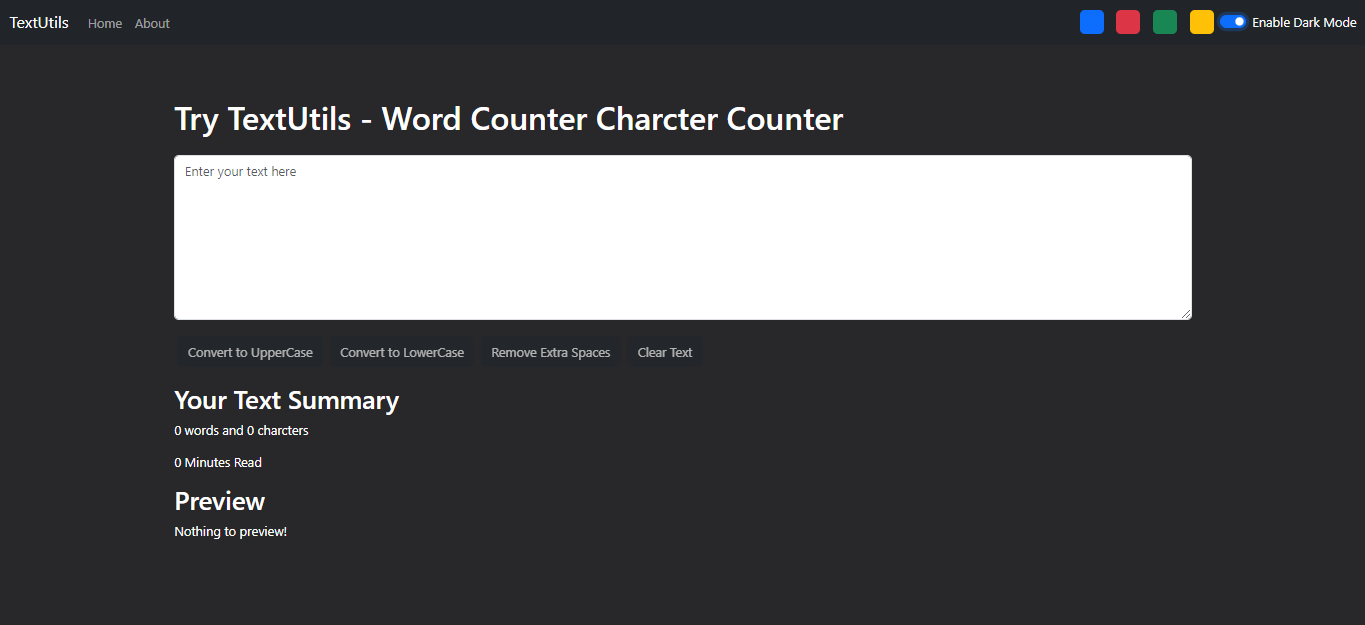 TextUtils Home About Enable Dark Mode
Try TextUtils - Word Counter Charcter Counter
Enter your text here
Convert to UpperCase Convert to LowerCase Remove Extra Spaces Clear Text
Your Text Summary
0 words and 0 charcters
0 Minutes Read
Preview
Nothing to preview!